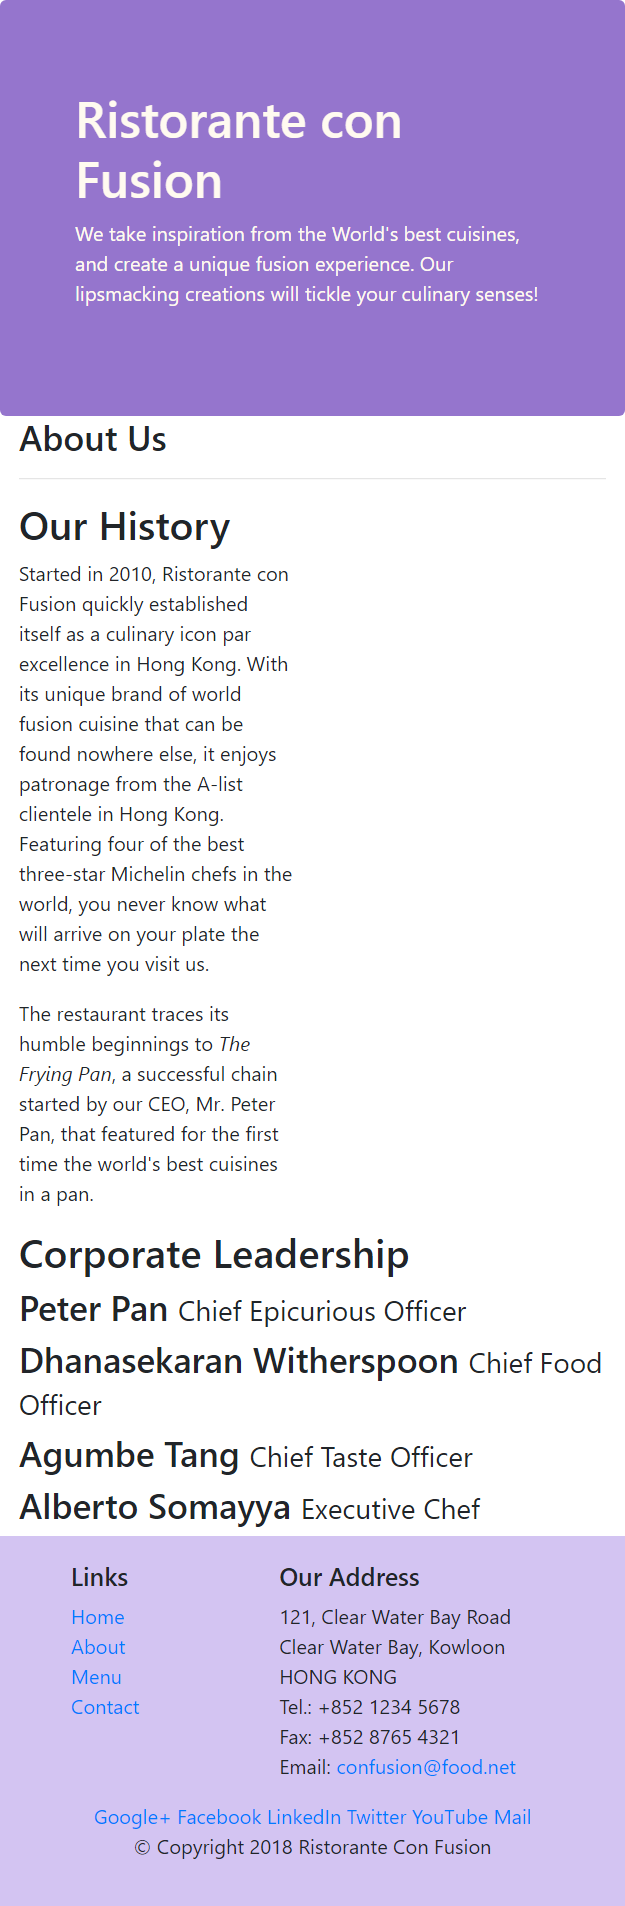 Ristorante con
Fusion
We take inspiration from the World's best cuisines,
and create a unique fusion experience. Our
lipsmacking creations will tickle your culinary senses!
About Us
Our History
Started in 2010, Ristorante con
Fusion quickly established
itself as a culinary icon par
excellence in Hong Kong. With
its unique brand of world
fusion cuisine that can be
found nowhere else, it enjoys
patronage from the A-list
clientele in Hong Kong.
Featuring four of the best
three-star Michelin chefs in the
world, you never know what
will arrive on your plate the
next time you visit us.
The restaurant traces its
humble beginnings to The
Frying Pan, a successful chain
started by our CEO, Mr. Peter
Pan, that featured for the first
time the world's best cuisines
in a pan.
Corporate Leadership
Peter Pan Chief Epicurious Officer
Dhanasekaran Witherspoon Chief Food
Officer
Agumbe Tang Chief Taste Officer
Alberto Somayya Executive Chef
Links
Home
About
Menu
Contact
Our Address
121, Clear Water Bay Road
Clear Water Bay, Kowloon
HONG KONG
Tel.: +852 1234 5678
Fax: +852 8765 4321
Email: confusion@food.net
Google+ Facebook LinkedIn Twitter YouTube Mail
© Copyright 2018 Ristorante Con Fusion